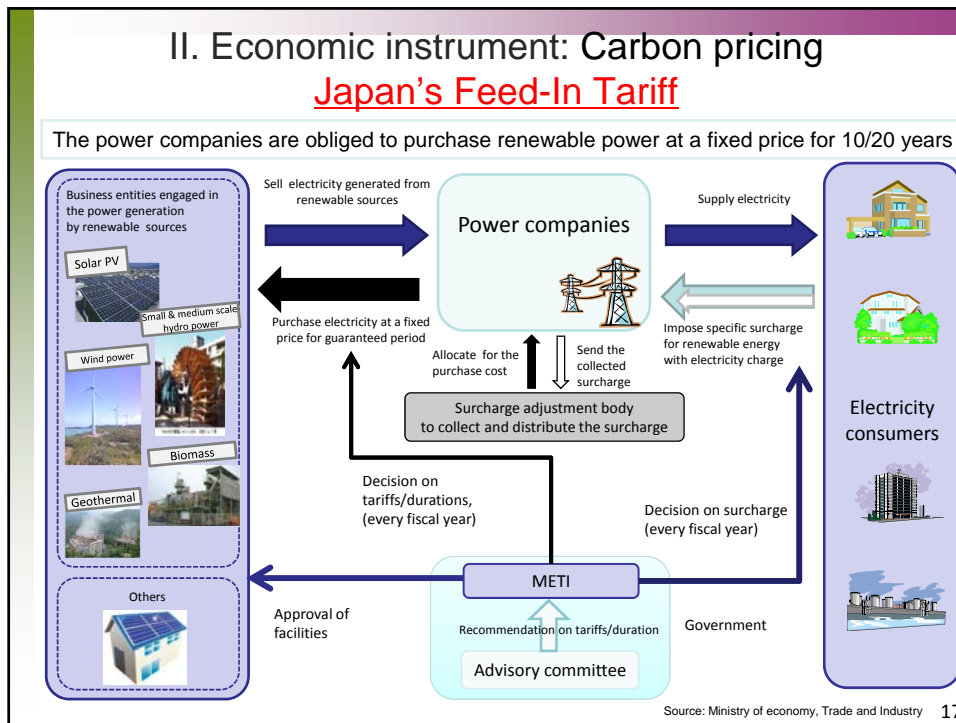 II. Economic instrument: Carbon pricing
Japan's Feed-In Tariff
The power companies are obliged to purchase renewable power at a fixed price for 10/20 years
Business entities engaged in
the power generation
by renewable sources
Solar PV
Small & medium scale
hydro power
Wind power
Biomass
Geothermal
Others
Sell electricity generated from
renewable sources
Purchase electricity at a fixed
price for guaranteed period
Power companies
Supply electricity
Impose specific surcharge
for renewable energy
with electricity charge
Allocate for the
purchase cost
Send the
collected
surcharge
Surcharge adjustment body
to collect and distribute the surcharge
Electricity
consumers
Decision on
tariffs/durations,
(every fiscal year)
Decision on surcharge
(every fiscal year)
METI
Approval of
facilities
Recommendation on tariffs/duration
Government
Advisory committee
Source: Ministry of economy, Trade and Industry
17